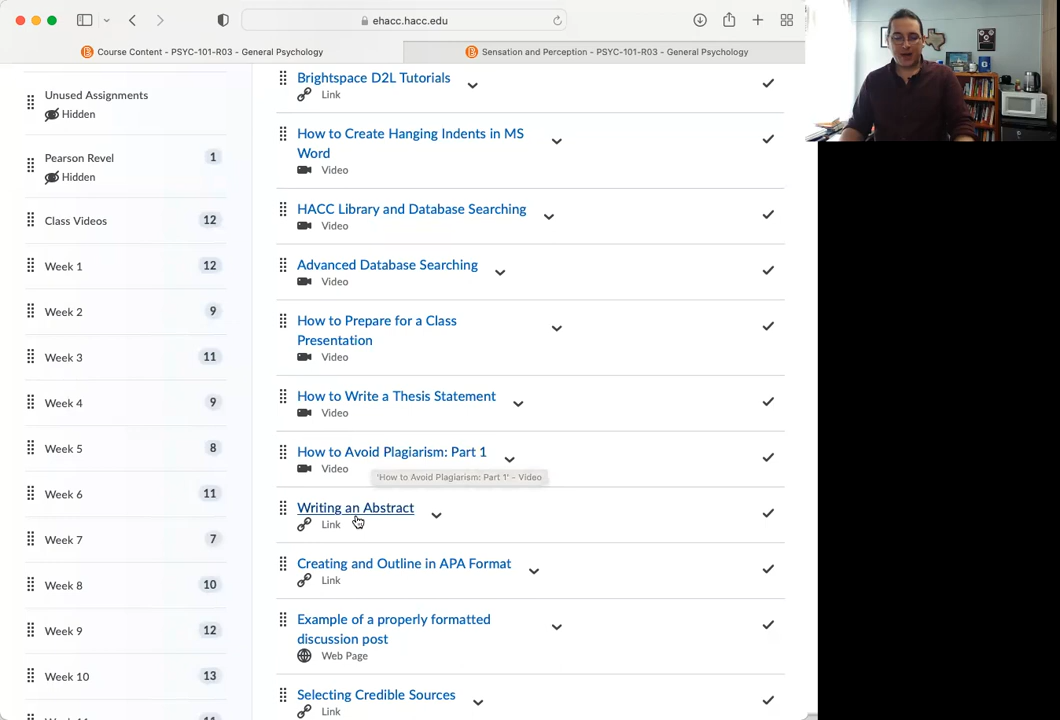 ehacc.hacc.edu
Course Content - PSYC-101-R03 - General Psychology
Sensation and Perception - PSYC-101-R03 - General Psychology
Unused Assignments
Hidden
Pearson Revel
1
Hidden
Class Videos
12
Week 1
12
Week 2
9
Week 3
11
Week 4
9
Week 5
8
Week 6
11
Week 7
7
Week 8
10
Week 9
12
Week 10
13
Brightspace D2L Tutorials
Link
How to Create Hanging Indents in MS
Word
Video
HACC Library and Database Searching
Video
Advanced Database Searching
Video
How to Prepare for a Class
Presentation
Video
How to Write a Thesis Statement
Video
How to Avoid Plagiarism: Part 1
Video
'How to Avoid Plagiarism: Part 1' - Video
Writing an Abstract
Link
Creating and Outline in APA Format
Link
Example of a properly formatted
discussion post
Web Page
Selecting Credible Sources
Link